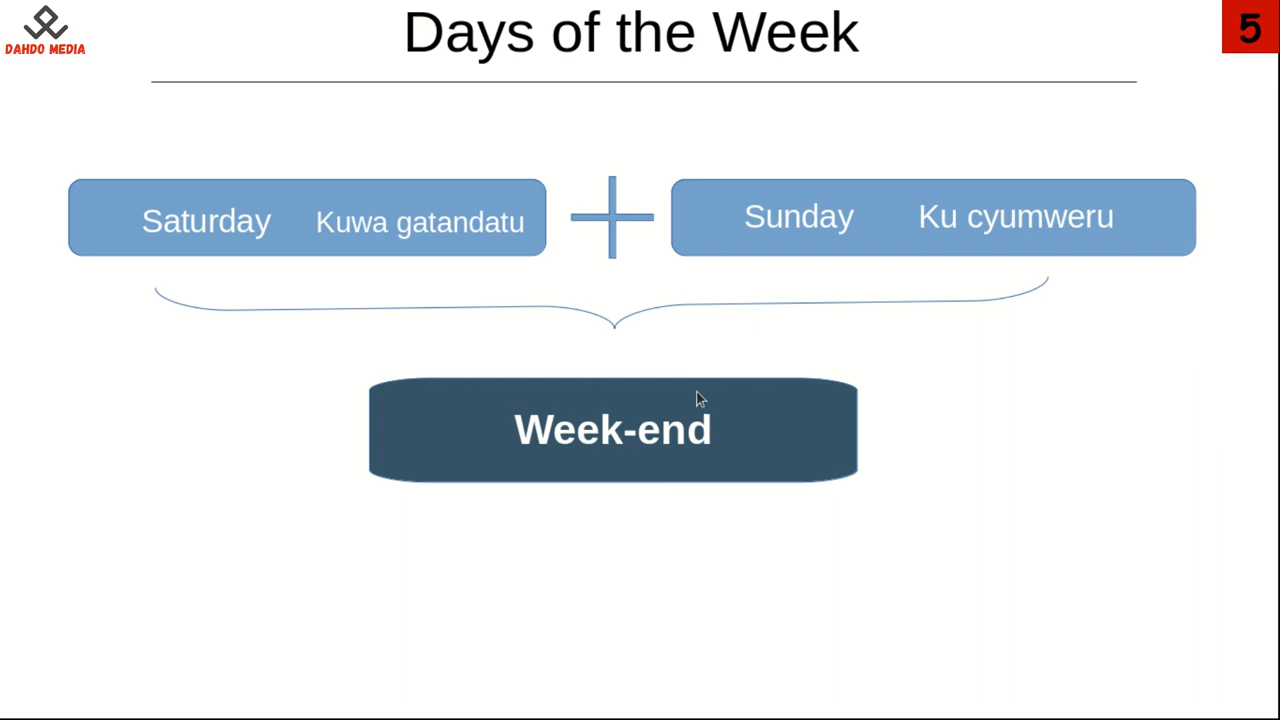 DAHDO MEDIA
Days of the Week
5
Saturday Kuwa gatandatu
Sunday Ku cyumweru
Week-end